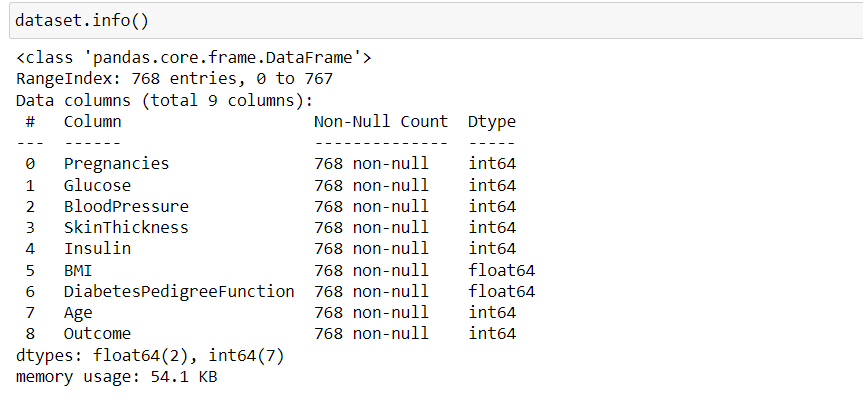 dataset.info()
<class 'pandas.core.frame.DataFrame'>
RangeIndex: 768 entries, 0 to 767
Data columns (total 9 columns):
 #   Column                    Non-Null Count  Dtype
---  ------                    --------------  -----
 0   Pregnancies               768 non-null    int64
 1   Glucose                   768 non-null    int64
 2   BloodPressure             768 non-null    int64
 3   SkinThickness             768 non-null    int64
 4   Insulin                   768 non-null    int64
 5   BMI                       768 non-null    float64
 6   DiabetesPedigreeFunction  768 non-null    float64
 7   Age                       768 non-null    int64
 8   Outcome                   768 non-null    int64
dtypes: float64(2), int64(7)
memory usage: 54.1 KB